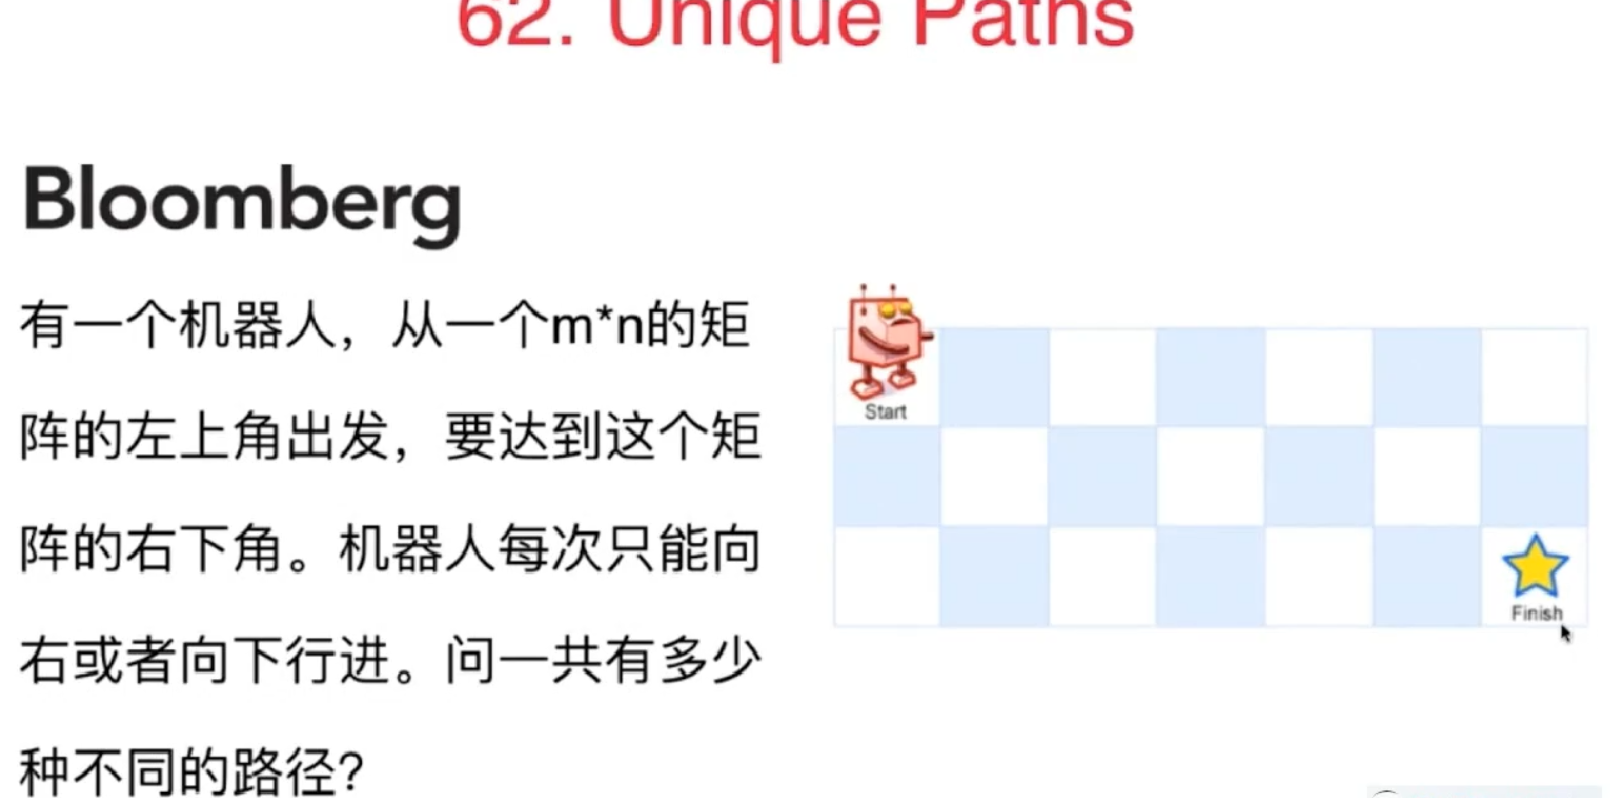 62. Unique Paths
Bloomberg
有一个机器人，从一个m*n的矩
阵的左上角出发，要达到这个矩
阵的右下角。机器人每次只能向
右或者向下行进。问一共有多少
种不同的路径？
Start
Finish